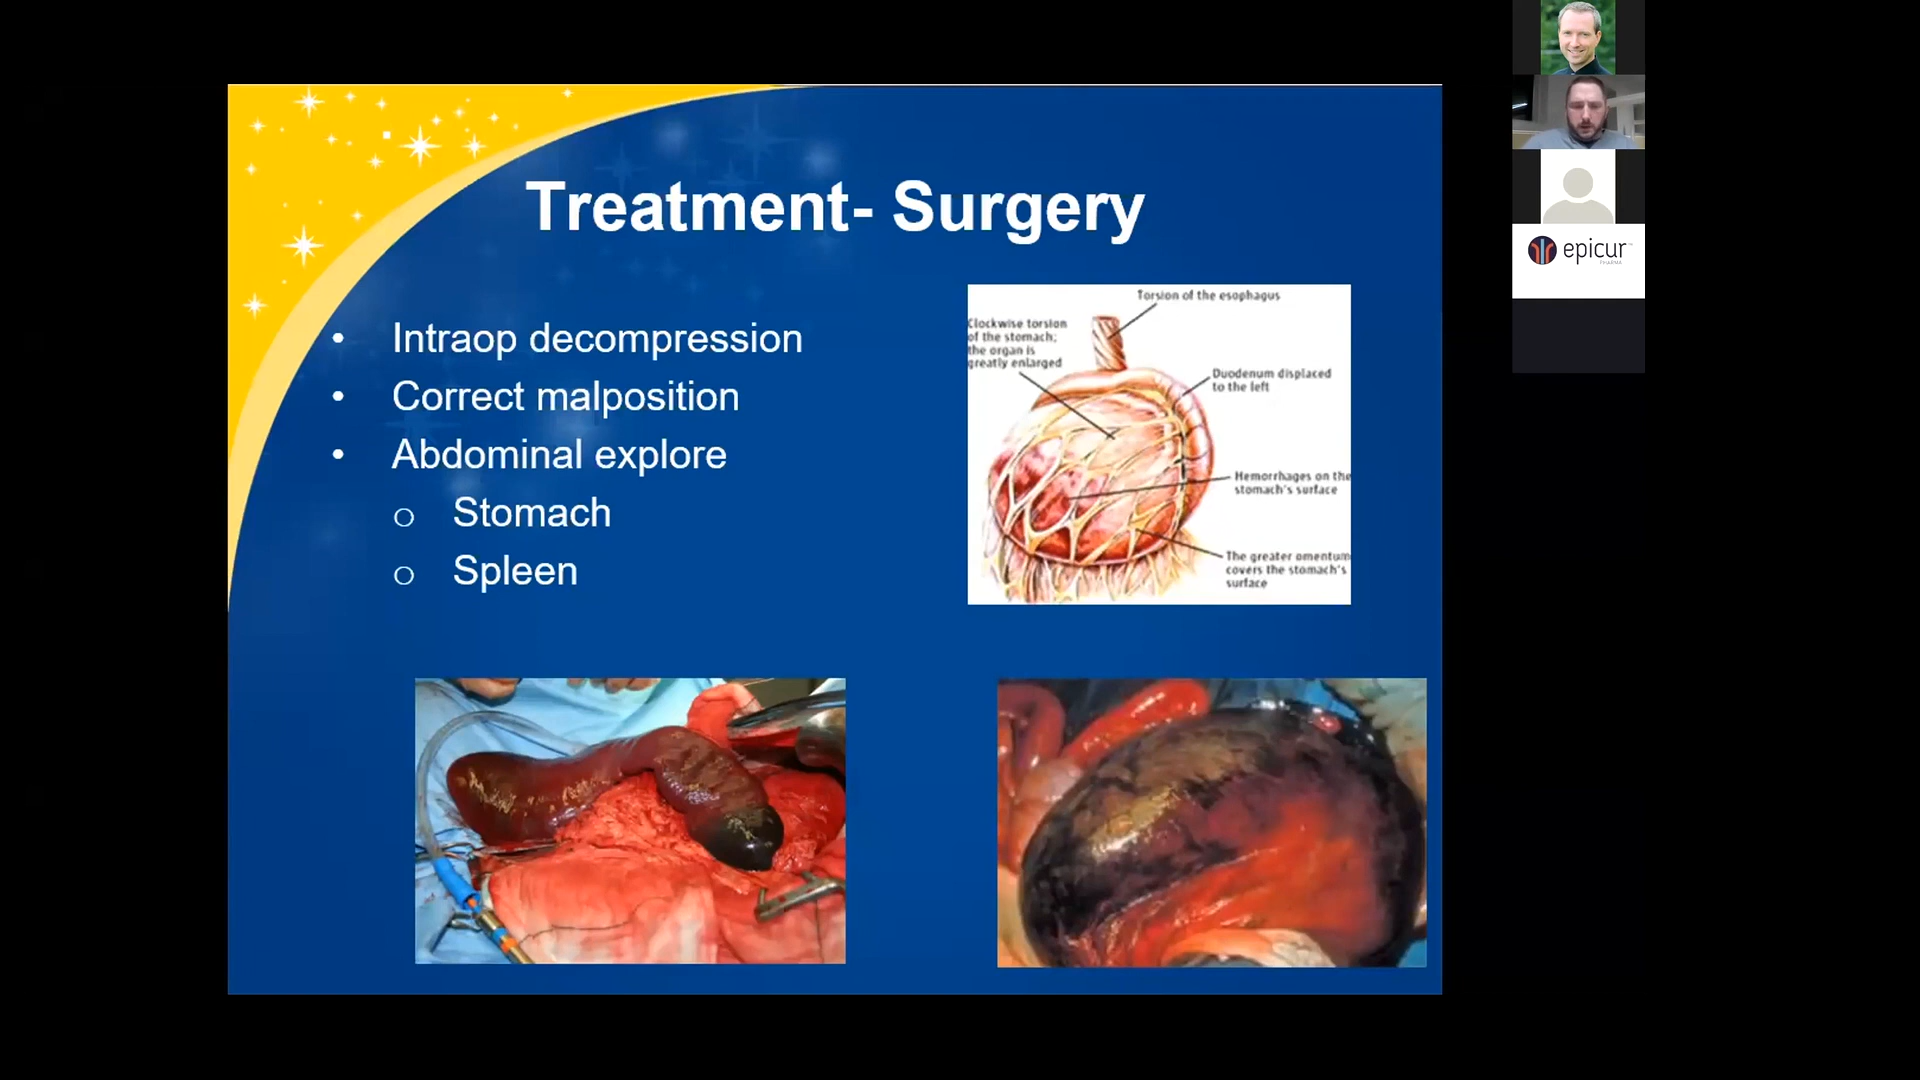 Treatment- Surgery
• Intraop decompression
• Correct malposition
• Abdominal explore
o Stomach
o Spleen
Torsion of the esophagus
Clockwise torsion
of the stomach;
the organ is
greatly enlarged
Duodenum displaced
to the left
Hemorrhages on the
stomach's surface
The greater omentum
covers the stomach's
surface
epicur
PHARMA